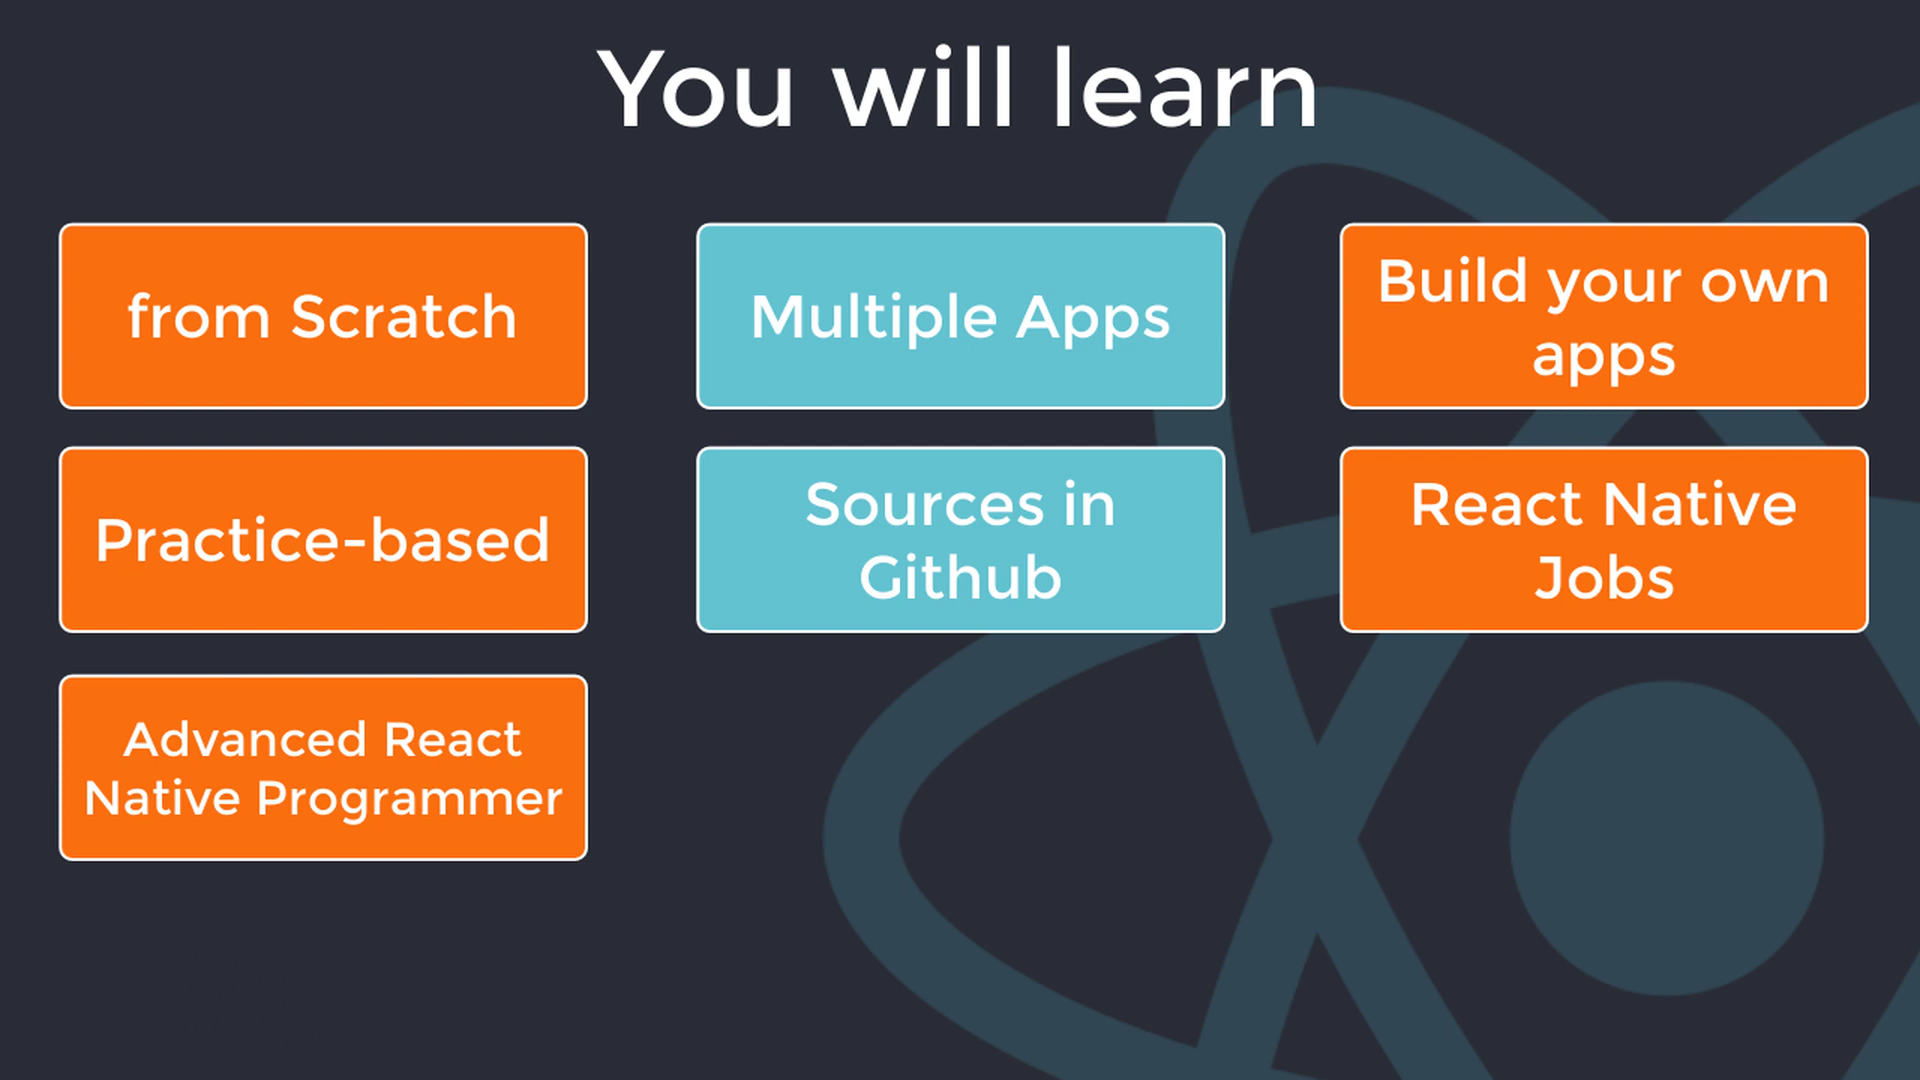 You will learn
from Scratch
Multiple Apps
Build your own
apps
Practice-based
Sources in
Github
React Native
Jobs
Advanced React
Native Programmer